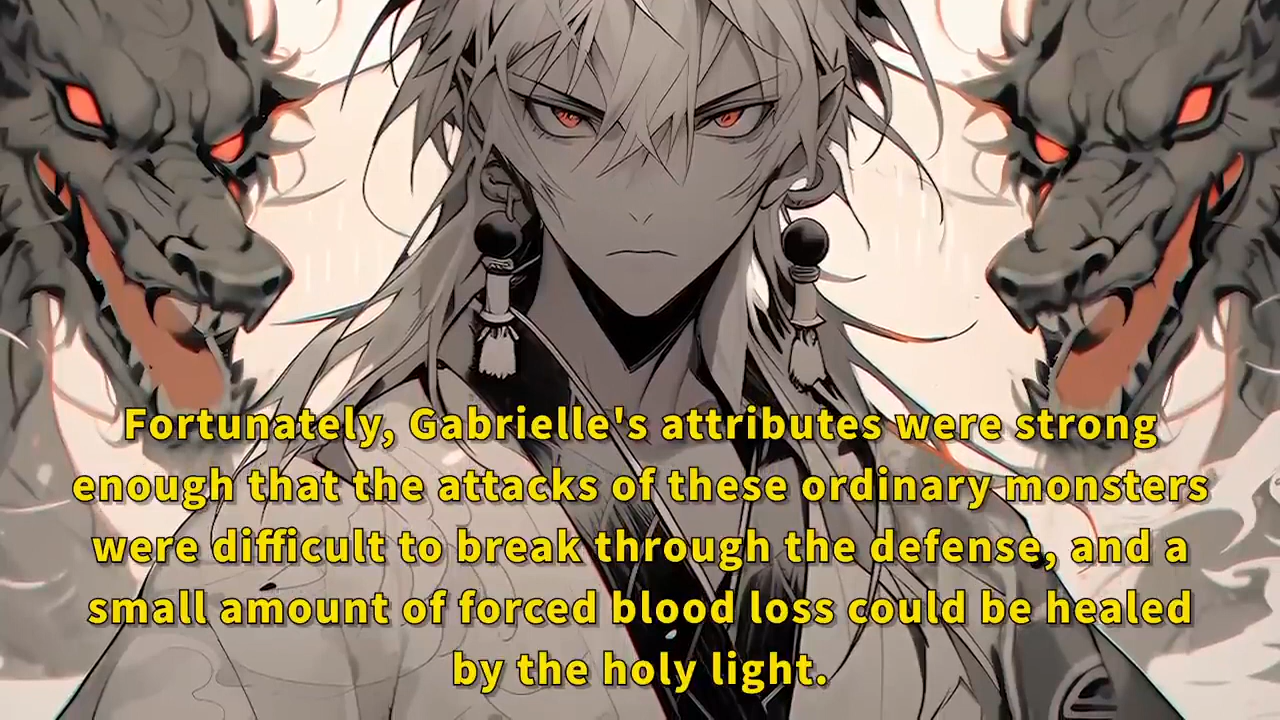 Fortunately, Gabrielle's attributes were strong
enough that the attacks of these ordinary monsters
were difficult to break through the defense, and a
small amount of forced blood loss could be healed
by the holy light.